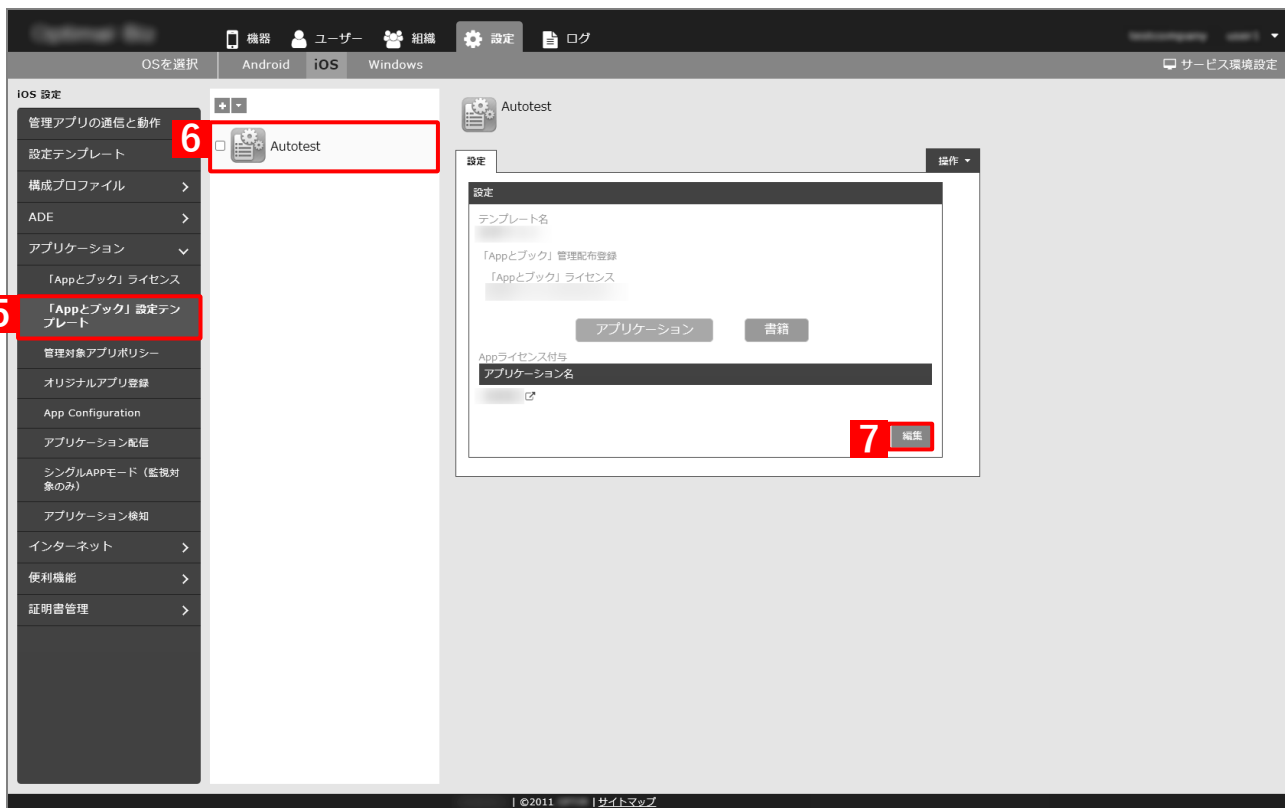 機器 ユーザー 組織 設定 ログ
OSを選択 Android iOS Windows サービス環境設定
iOS 設定
管理アプリの通信と動作
設定テンプレート
構成プロファイル
ADE
アプリケーション
「Appとブック」ライセンス
「Appとブック」設定テン
プレート
管理対象アプリポリシー
オリジナルアプリ登録
App Configuration
アプリケーション配信
シングルAPPモード（監視対
象のみ）
アプリケーション検知
インターネット
便利機能
証明書管理
5
6
Autotest
Autotest
設定 操作
設定
テンプレート名
「Appとブック」管理配布登録
「Appとブック」ライセンス
アプリケーション 書籍
Appライセンス付与
アプリケーション名
7 編集
| ©2011 | サイトマップ